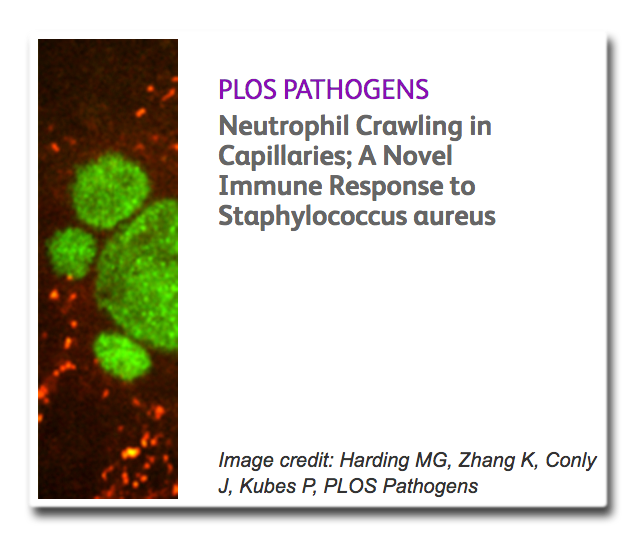 PLOS PATHOGENS
Neutrophil Crawling in
Capillaries; A Novel
Immune Response to
Staphylococcus aureus
Image credit: Harding MG, Zhang K, Conly
J, Kubes P, PLOS Pathogens